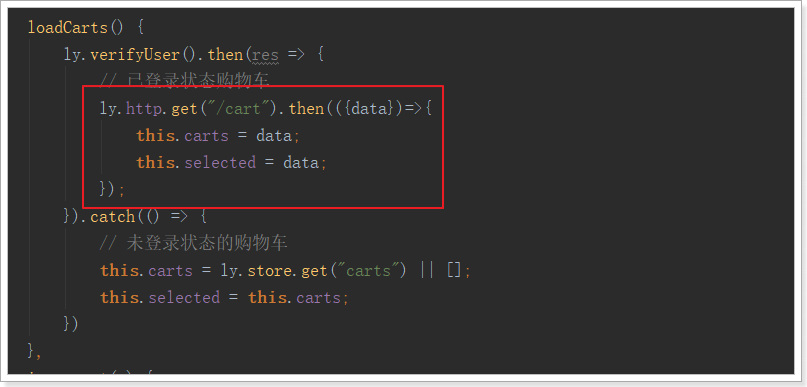 loadCarts() {
ly.verifyUser().then(res => {
// 已登录状态购物车
ly.http.get("/cart").then(({data})=>{
this.carts = data;
this.selected = data;
});
}).catch(() => {
// 未登录状态的购物车
this.carts = ly.store.get("carts") || [];
this.selected = this.carts;
})
},